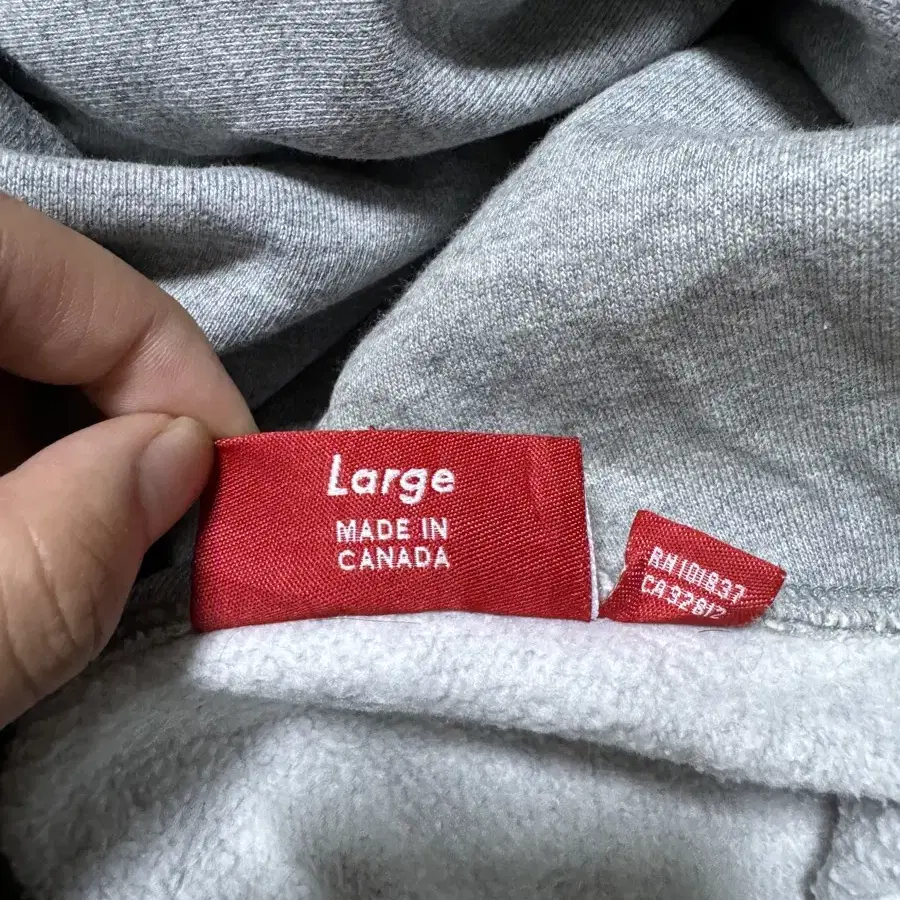 Large
MADE IN
CANADA
RN101837
CA32812